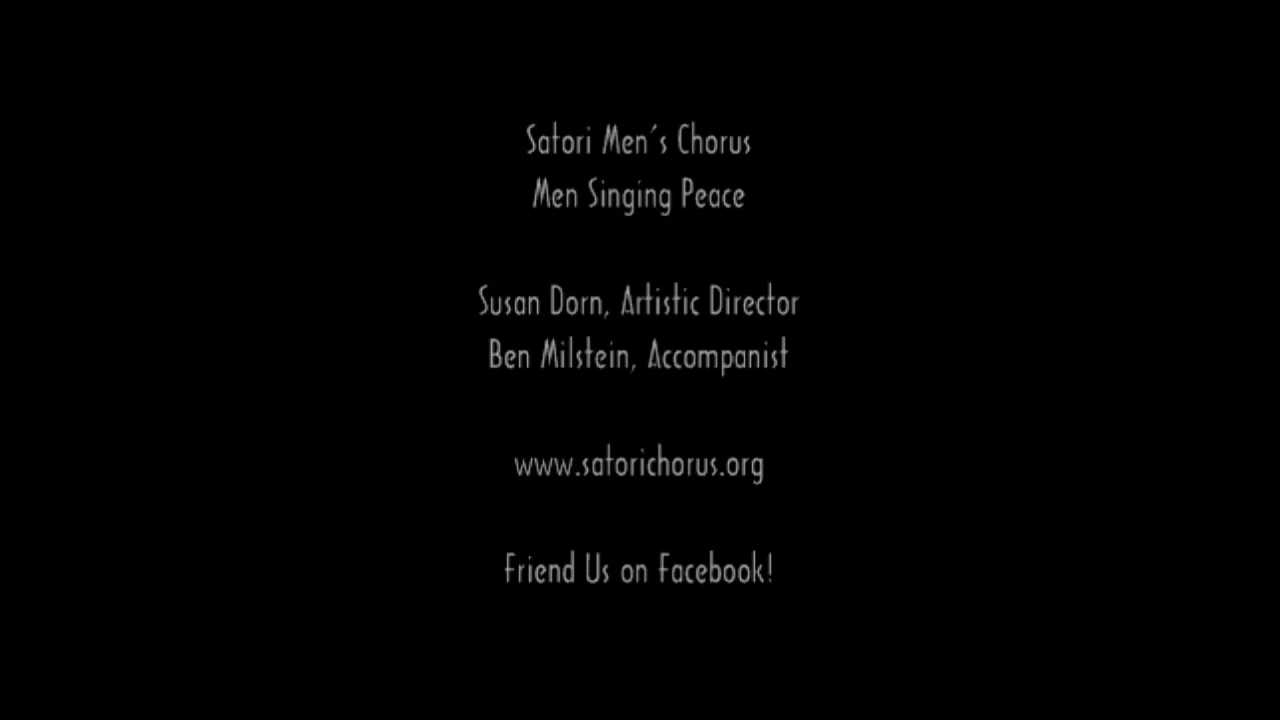 Satori Men's Chorus
Men Singing Peace
Susan Dorn, Artistic Director
Ben Milstein, Accompanist
www.satorichorus.org
Friend Us on Facebook!